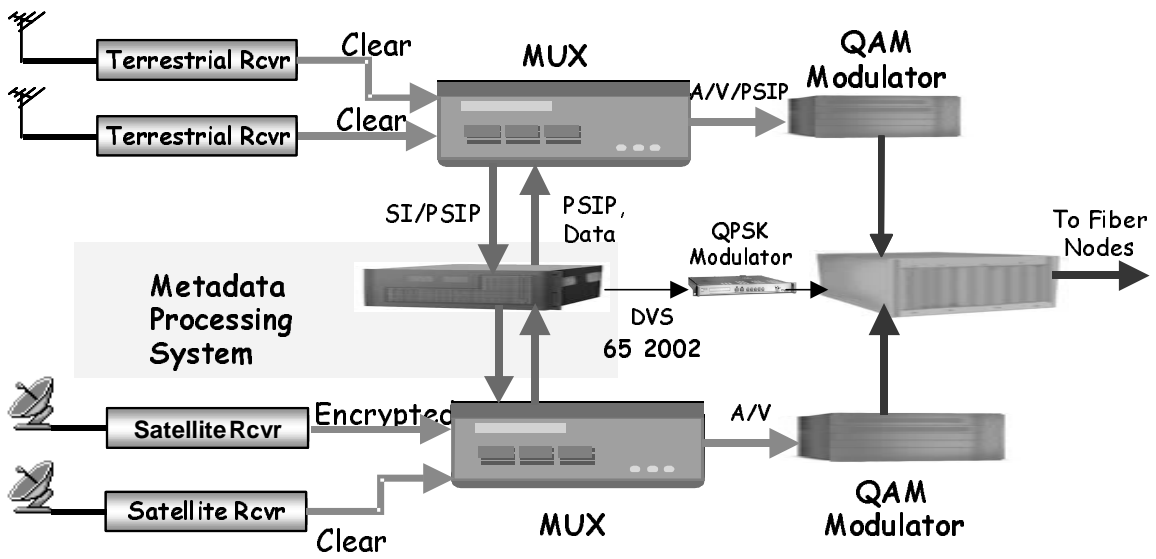 Clear
Terrestrial Rcvr
MUX
QAM
Modulator
A/V/PSIP
Clear
Terrestrial Rcvr
SI/PSIP
PSIP,
Data
QPSK
Modulator
To Fiber
Nodes
Metadata
Processing
System
DVS
65 2002
Encrypted
Satellite Rcvr
A/V
Satellite Rcvr
Clear
MUX
QAM
Modulator